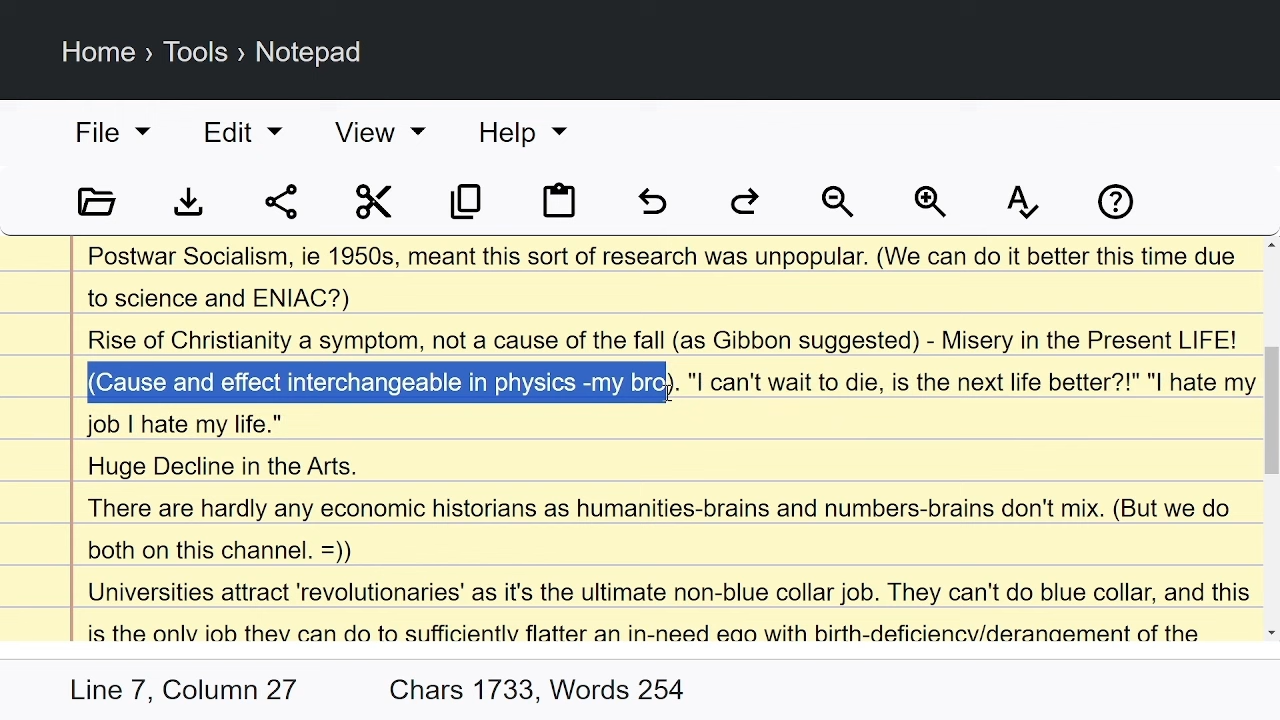 Home › Tools › Notepad
File Edit View Help
Postwar Socialism, ie 1950s, meant this sort of research was unpopular. (We can do it better this time due
to science and ENIAC?)
Rise of Christianity a symptom, not a cause of the fall (as Gibbon suggested) - Misery in the Present LIFE!
(Cause and effect interchangeable in physics -my bro). "I can't wait to die, is the next life better?!" "I hate my
job I hate my life."
Huge Decline in the Arts.
There are hardly any economic historians as humanities-brains and numbers-brains don't mix. (But we do
both on this channel. =))
Universities attract 'revolutionaries' as it's the ultimate non-blue collar job. They can't do blue collar, and this
is the only job they can do to sufficiently flatter an in-need ego with birth-deficiency/derangement of the
Line 7, Column 27 Chars 1733, Words 254